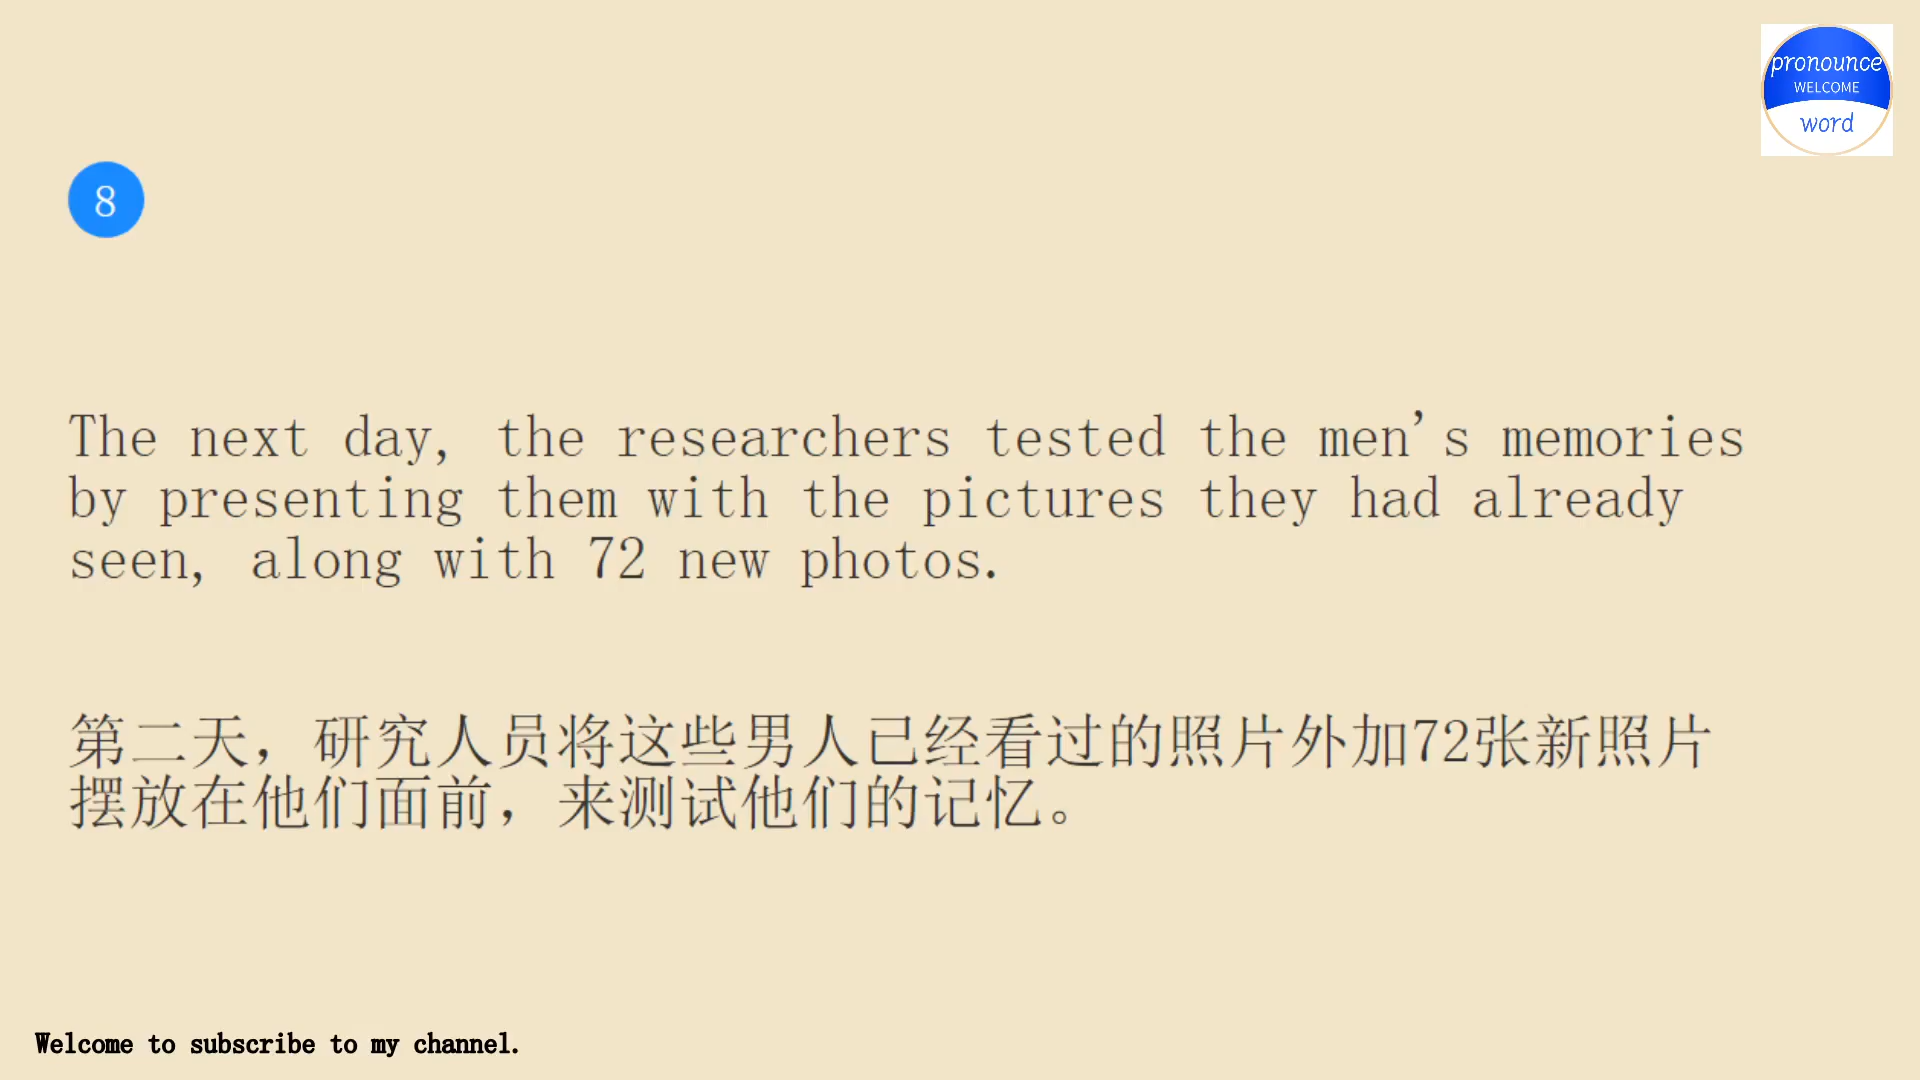 pronounce
WELCOME
word
8
The next day, the researchers tested the men's memories
by presenting them with the pictures they had already
seen, along with 72 new photos.
第二天，研究人员将这些男人已经看过的照片外加72张新照片
摆放在他们面前，来测试他们的记忆。
Welcome to subscribe to my channel.